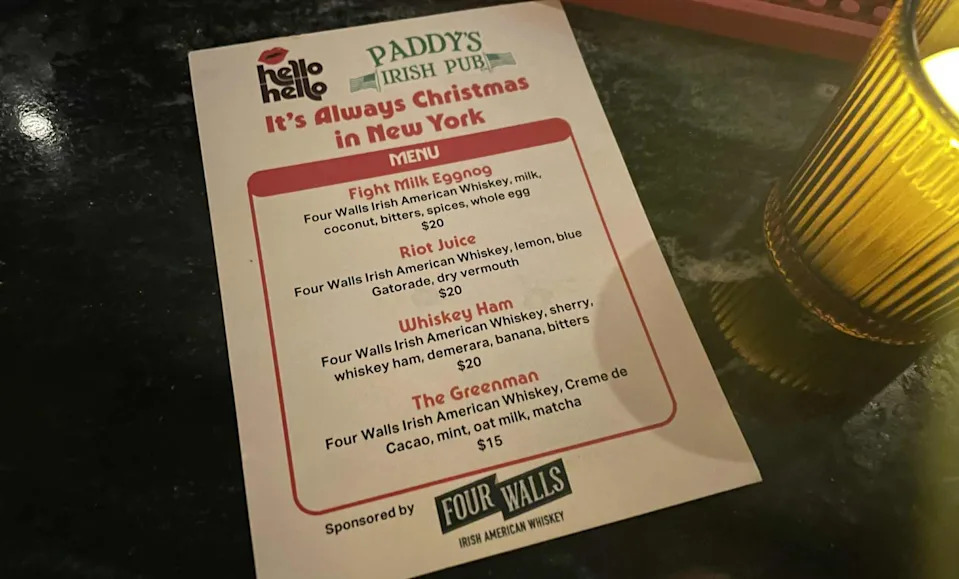 hello
hello
PADDY'S
IRISH PUB
It's Always Christmas
in New York
MENU
Fight Milk Eggnog
Four Walls Irish American Whiskey, milk,
coconut, bitters, spices, whole egg
$20
Riot Juice
Four Walls Irish American Whiskey, lemon, blue
Gatorade, dry vermouth
$20
Whiskey Ham
Four Walls Irish American Whiskey, sherry,
whiskey ham, demerara, banana, bitters
$20
The Greenman
Four Walls Irish American Whiskey, Creme de
Cacao, mint, oat milk, matcha
$15
Sponsored by
FOUR WALLS
IRISH AMERICAN WHISKEY